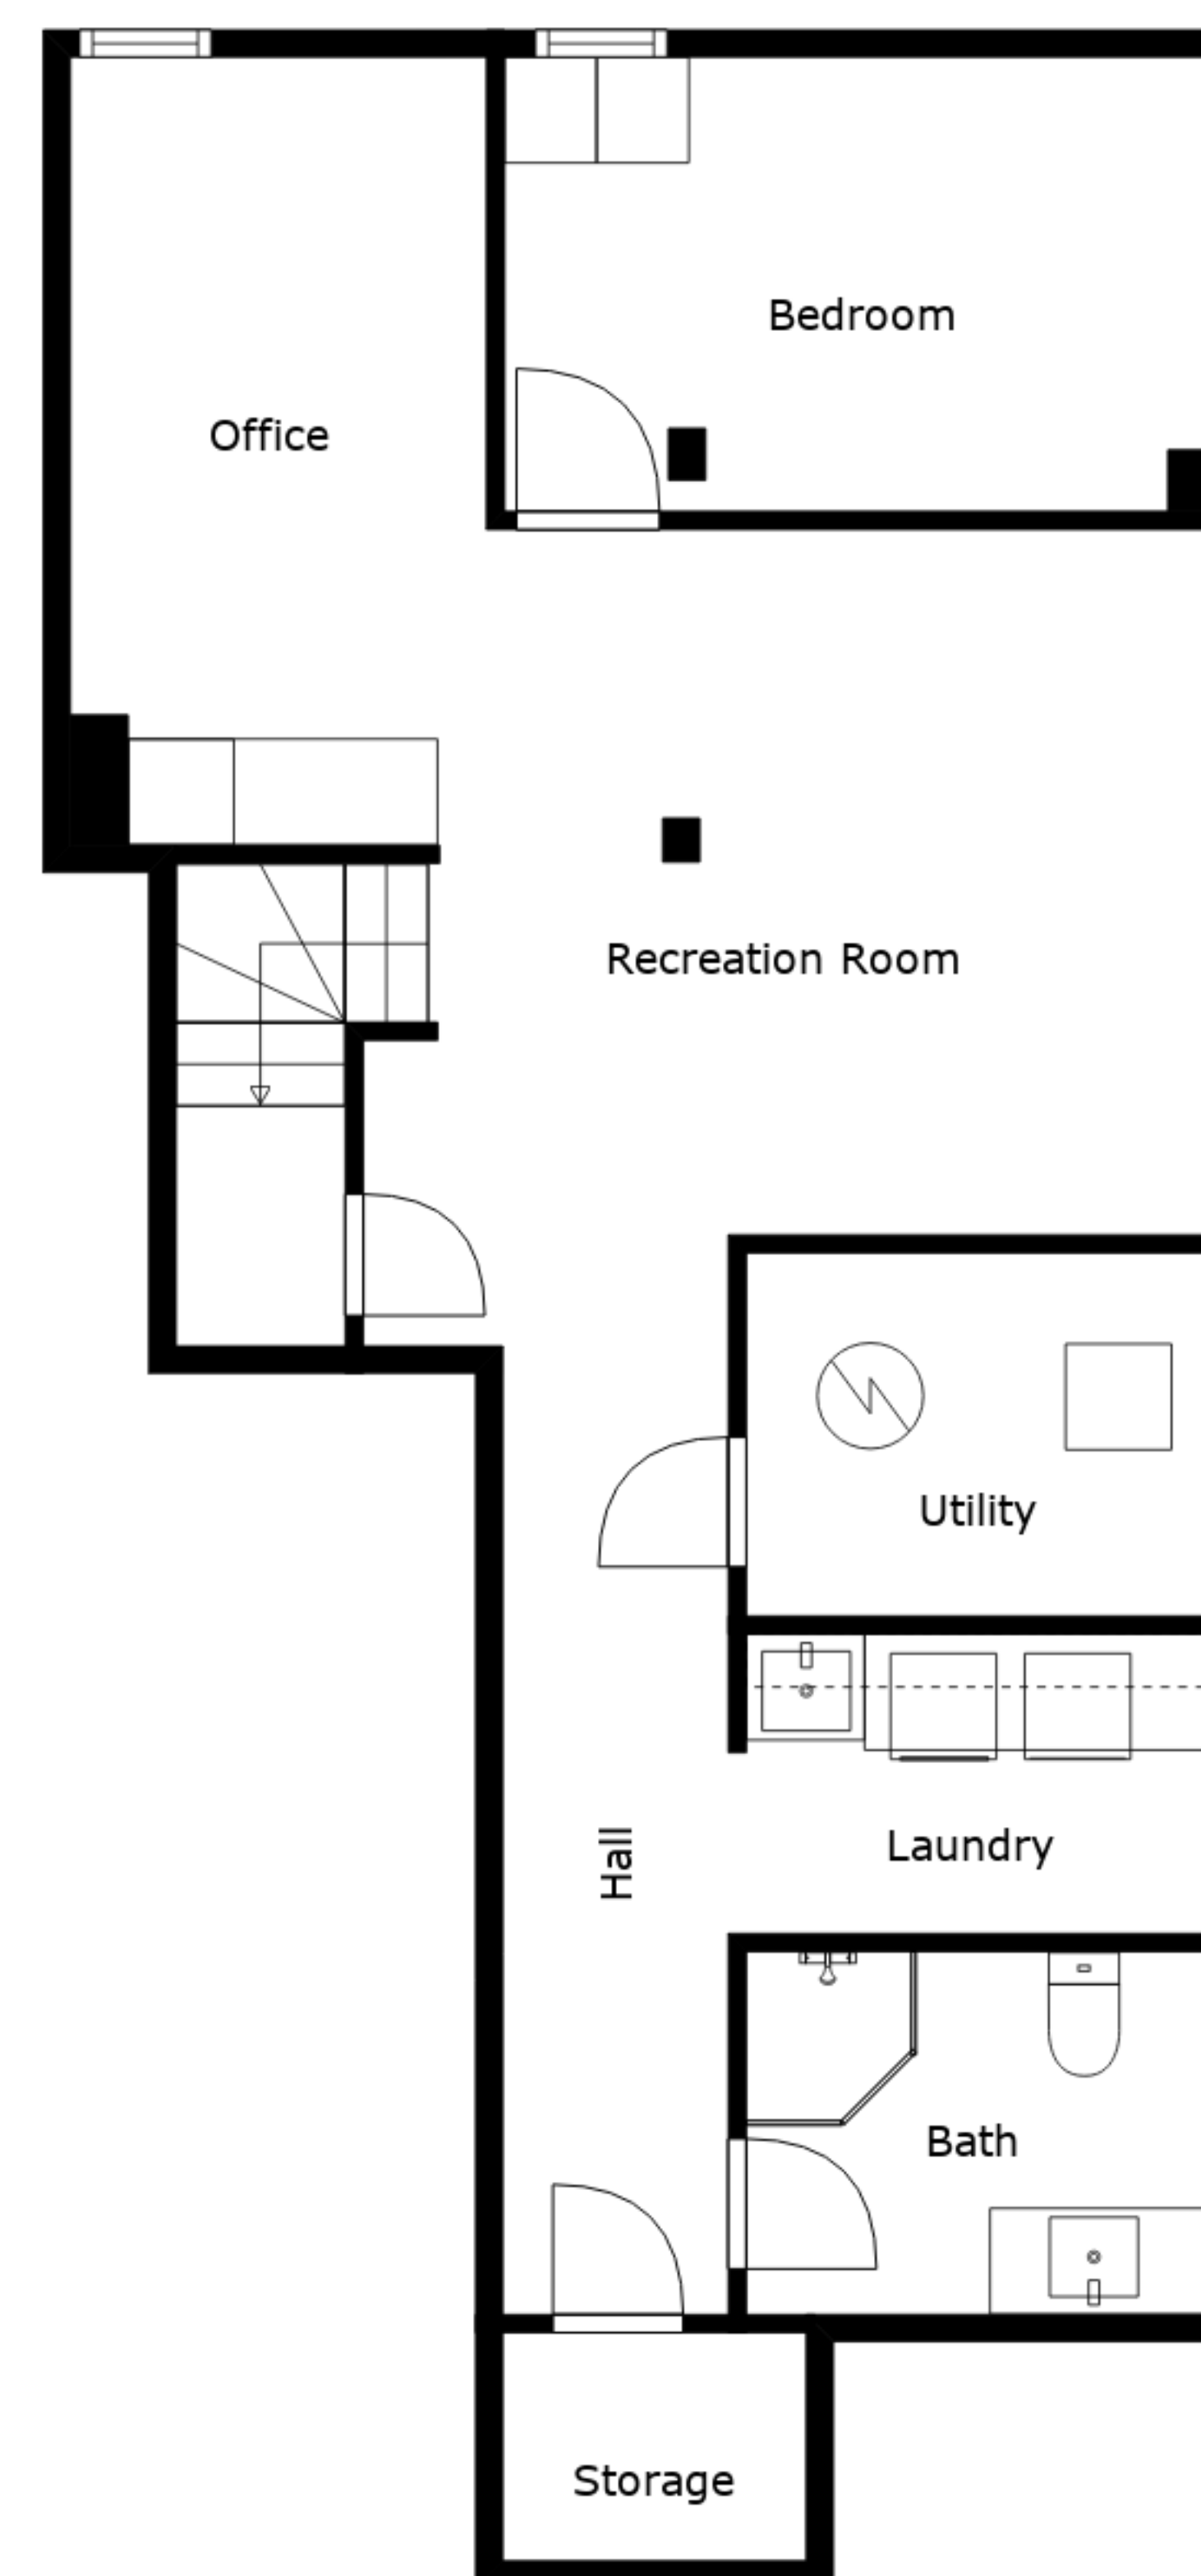 Bedroom
Office
Recreation Room
Utility
Laundry
Hall
Bath
Storage